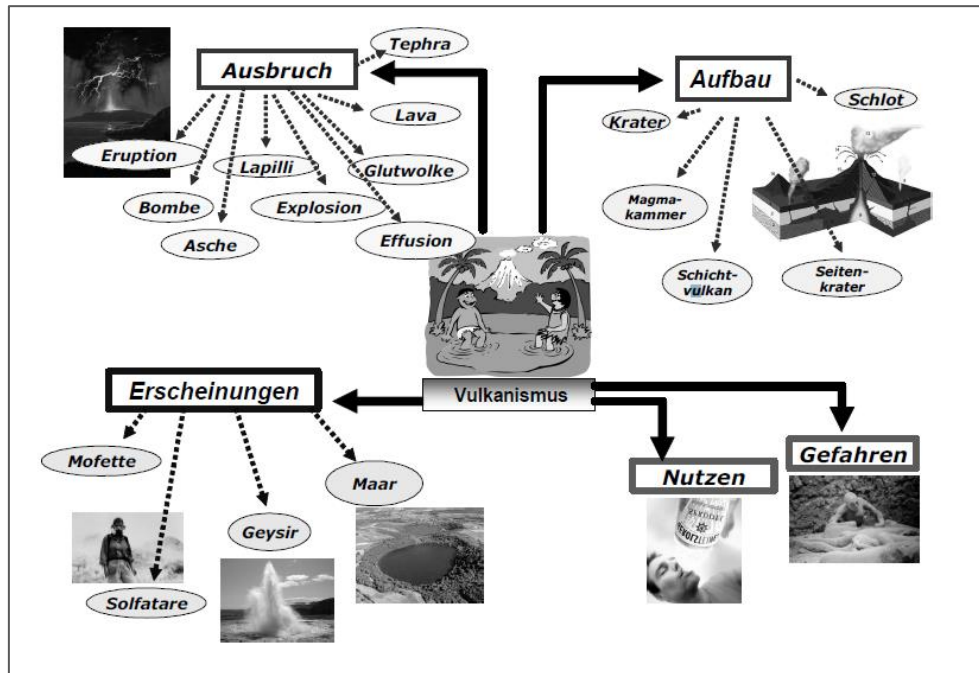 Tephra
Ausbruch
Lava
Eruption
Lapilli
Glutwolke
Bombe
Explosion
Asche
Effusion
Aufbau
Schlot
Krater
Magma-
kammer
Schicht-
vulkan
Seiten-
krater
Vulkanismus
Erscheinungen
Mofette
Maar
Geysir
Solfatare
Nutzen
Gefahren